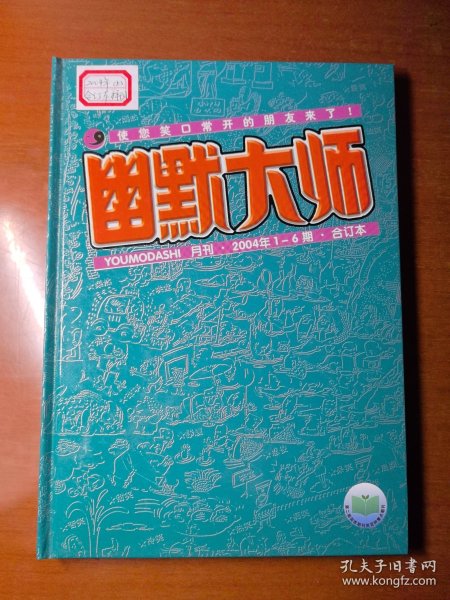 使您笑口常开的朋友来了！
幽默大师
YOUMODASHI 月刊·2004年1-6期·合订本
孔夫子旧书网
www.kongfz.com